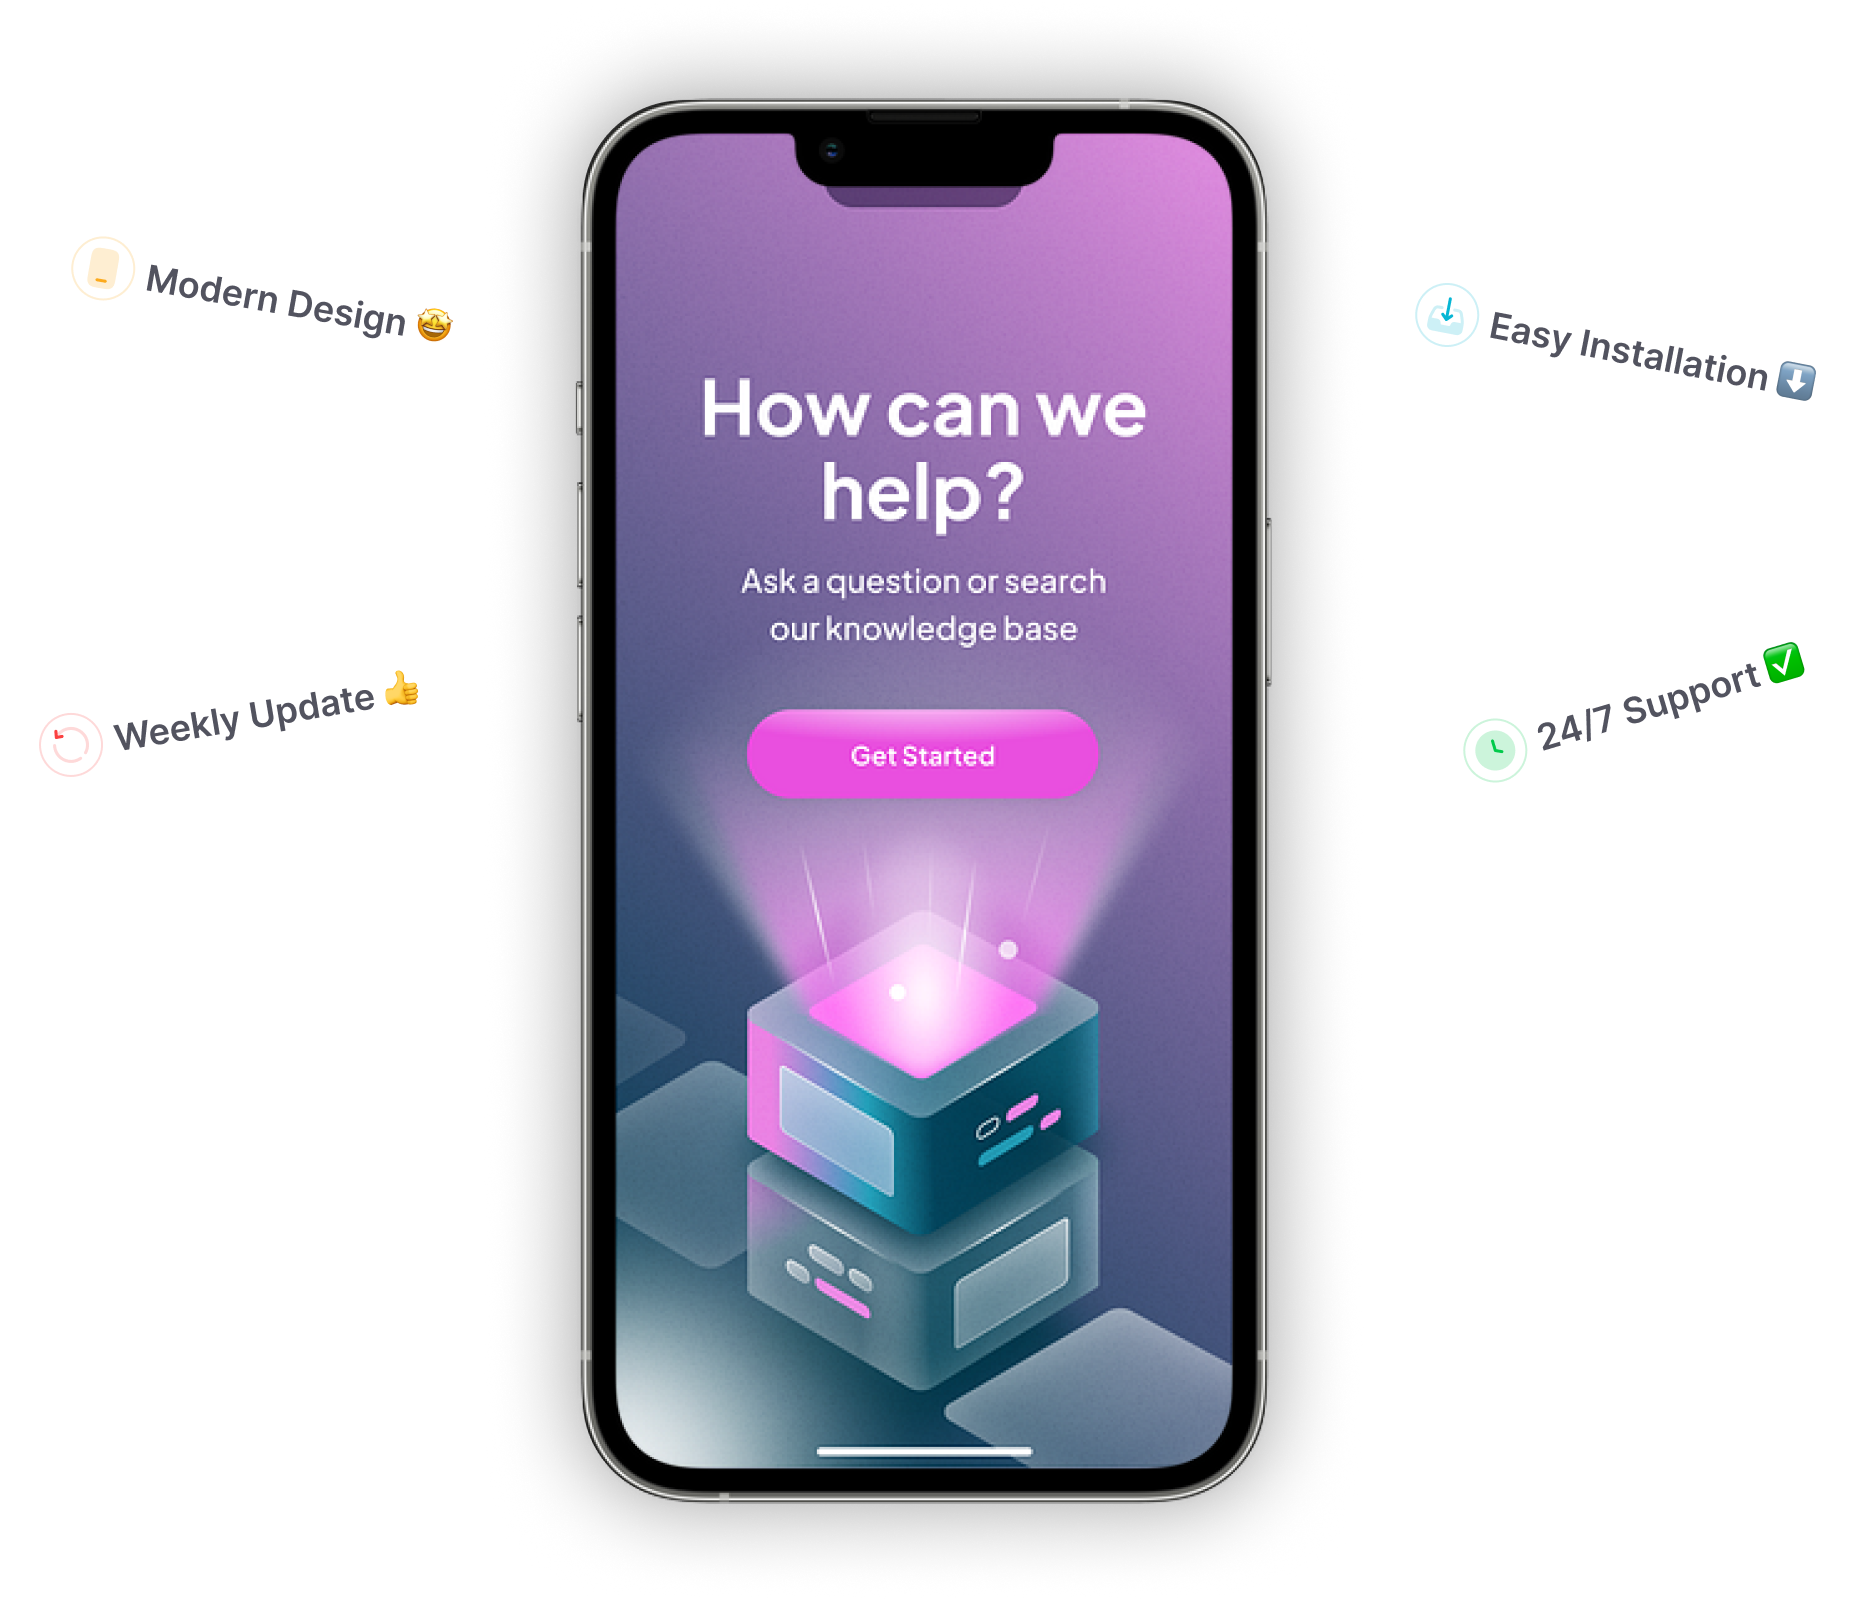 Modern Design 🤩
Easy Installation ⬇️
How can we
help?
Ask a question or search
our knowledge base
Weekly Update 👍
24/7 Support ✅
Get Started